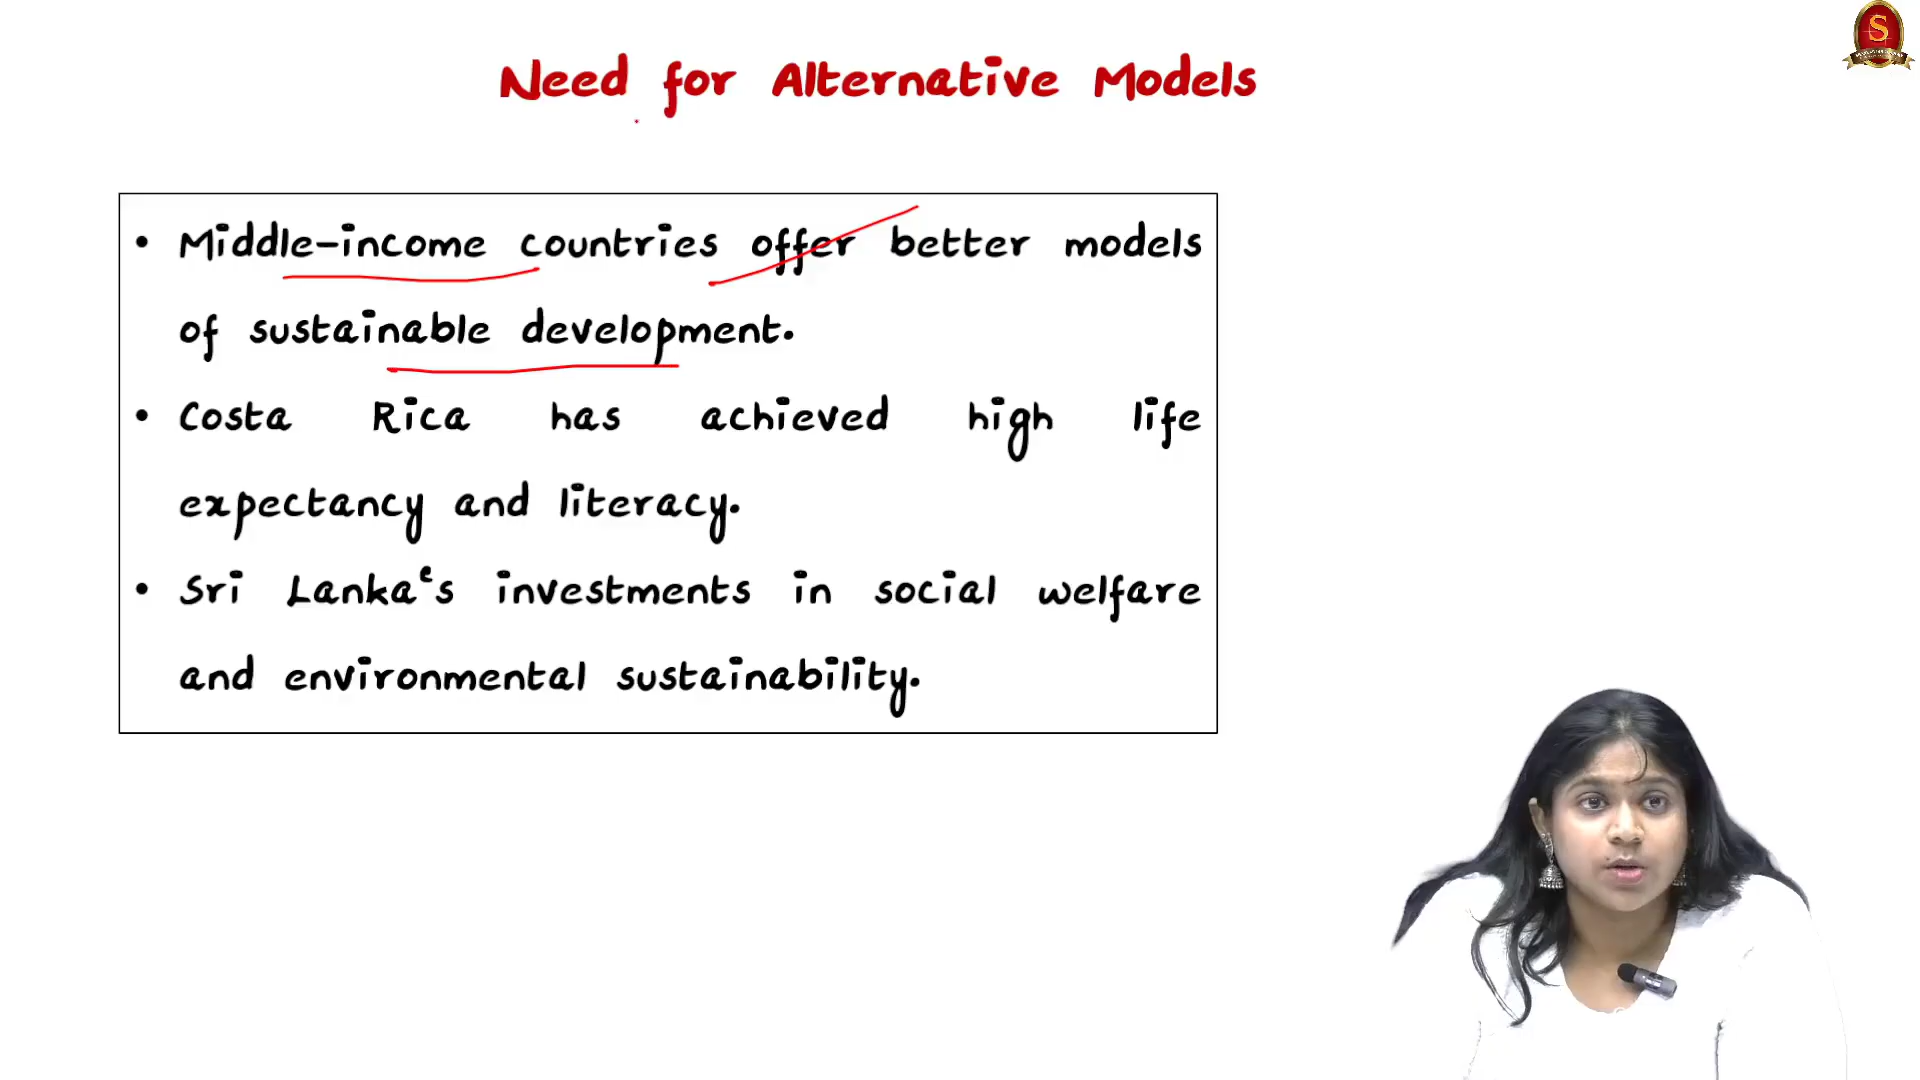 Need for Alternative Models
• Middle-income countries offer better models
of sustainable development.
• Costa Rica has achieved high life
expectancy and literacy.
• Sri Lanka‘s investments in social welfare
and environmental sustainability.
S